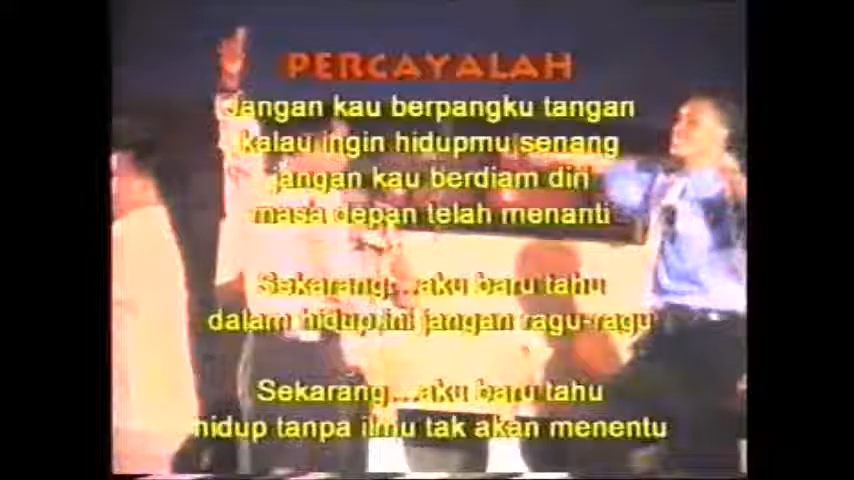 PERCAYALAH
Jangan kau berpangku tangan
kalau ingin hidupmu senang
jangan kau berdiam diri
masa depan telah menanti
Sekarang...aku baru tahu
dalam hidup ini jangan ragu-ragu
Sekarang...aku baru tahu
hidup tanpa ilmu tak akan menentu